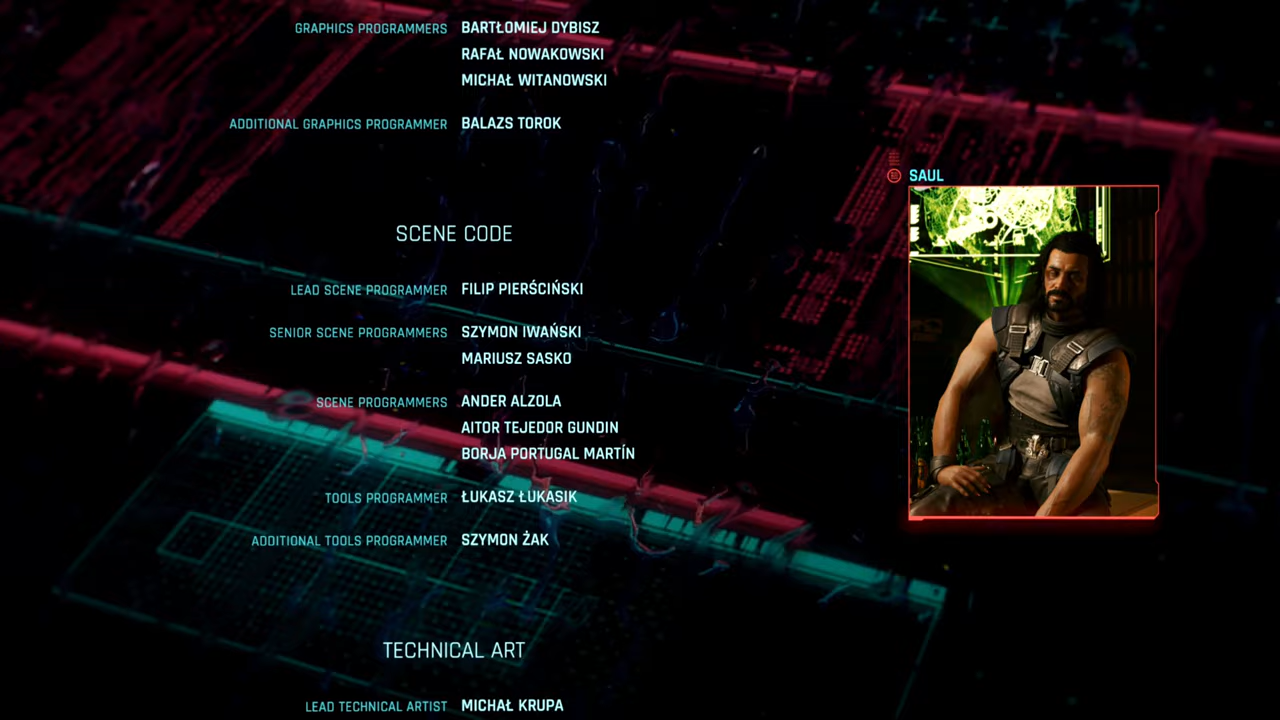 GRAPHICS PROGRAMMERS BARTŁOMIEJ DYBISZ
RAFAŁ NOWAKOWSKI
MICHAŁ WITANOWSKI
ADDITIONAL GRAPHICS PROGRAMMER BALAZS TOROK
SCENE CODE
LEAD SCENE PROGRAMMER FILIP PIERŚCIŃSKI
SENIOR SCENE PROGRAMMERS SZYMON IWAŃSKI
MARIUSZ SASKO
SCENE PROGRAMMERS ANDER ALZOLA
AITOR TEJEDOR GUNDIN
BORJA PORTUGAL MARTÍN
TOOLS PROGRAMMER ŁUKASZ ŁUKASIK
ADDITIONAL TOOLS PROGRAMMER SZYMON ŻAK
TECHNICAL ART
LEAD TECHNICAL ARTIST MICHAŁ KRUPA
SAUL